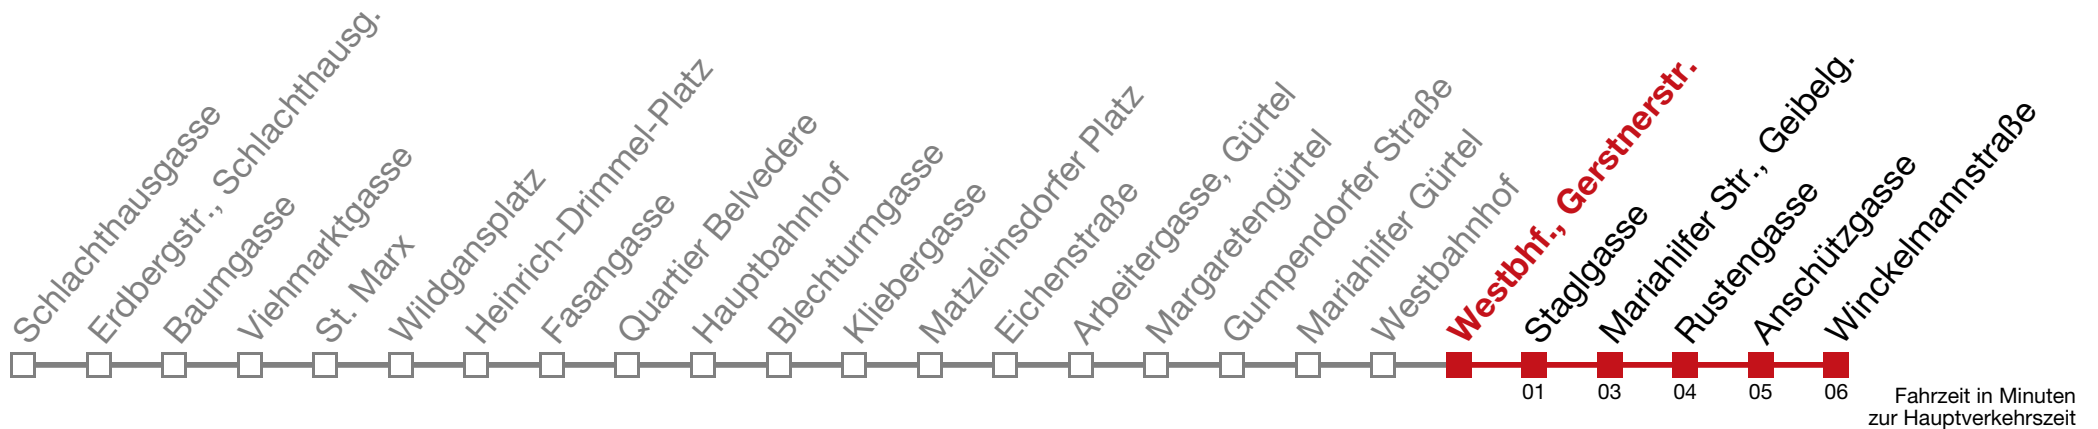 Schlachthausgasse
Erdbergstr., Schlachthausg.
Baumgasse
Viehmarktgasse
St. Marx
Wildgansplatz
Heinrich-Drimmel-Platz
Fasangasse
Quartier Belvedere
Hauptbahnhof
Blechturmgasse
Kliebergasse
Matzleinsdorfer Platz
Eichenstraße
Arbeitergasse, Gürtel
Margaretengürtel
Gumpendorfer Straße
Mariahilfer Gürtel
Westbahnhof
Westbhf., Gerstnerstr.
Staglgasse
Mariahilfer Str., Geibelg.
Rustengasse
Anschützgasse
Winckelmannstraße
01 03 04 05 06
Fahrzeit in Minuten
zur Hauptverkehrszeit